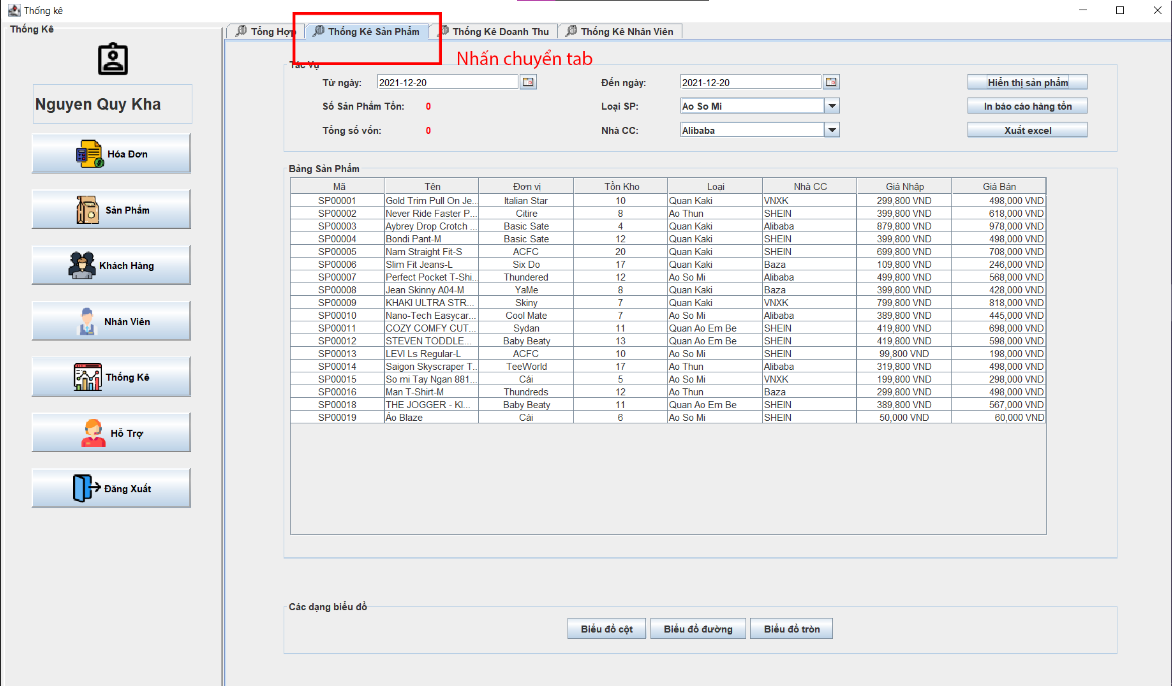 Thống kê
Thống Kê
Nguyen Quy Kha
Hóa Đơn
Sản Phẩm
Khách Hàng
Nhân Viên
Thống Kê
Hỗ Trợ
Đăng Xuất
Tổng Hợp Thống Kê Sản Phẩm Thống Kê Doanh Thu Thống Kê Nhân Viên
Nhấn chuyển tab
Tác Vụ
Từ ngày: 2021-12-20 Đến ngày: 2021-12-20 Hiển thị sản phẩm
Số Sản Phẩm Tồn: 0 Loại SP: Ao So Mi In báo cáo hàng tồn
Tổng số vốn: 0 Nhà CC: Alibaba Xuất excel
Bảng Sản Phẩm
Mã Tên Đơn vị Tồn Kho Loại Nhà CC Giá Nhập Giá Bán
SP00001 Gold Trim Pull On Je... Italian Star 10 Quan Kaki VNXK 299,800 VND 498,000 VND
SP00002 Never Ride Faster P... Citire 8 Ao Thun SHEIN 399,800 VND 618,000 VND
SP00003 Aybrey Drop Crotch ... Basic Sate 4 Quan Kaki Alibaba 879,800 VND 978,000 VND
SP00004 Bondi Pant-M Basic Sate 12 Quan Kaki SHEIN 399,800 VND 498,000 VND
SP00005 Nam Straight Fit-S ACFC 20 Quan Kaki SHEIN 699,800 VND 708,000 VND
SP00006 Slim Fit Jeans-L Six Do 17 Quan Kaki Baza 109,800 VND 246,000 VND
SP00007 Perfect Pocket T-Shi... Thundered 12 Ao So Mi Alibaba 499,800 VND 568,000 VND
SP00008 Jean Skinny A04-M YaMe 8 Quan Kaki Baza 399,800 VND 428,000 VND
SP00009 KHAKI ULTRA STR... Skiny 7 Quan Kaki VNXK 799,800 VND 818,000 VND
SP00010 Nano-Tech Easycar... Cool Mate 7 Ao So Mi Alibaba 389,800 VND 445,000 VND
SP00011 COZY COMFY CUT... Sydan 11 Quan Ao Em Be SHEIN 419,800 VND 698,000 VND
SP00012 STEVEN TODDLE... Baby Beaty 13 Quan Ao Em Be SHEIN 419,800 VND 598,000 VND
SP00013 LEVI Ls Regular-L ACFC 10 Ao So Mi SHEIN 99,800 VND 198,000 VND
SP00014 Saigon Skyscraper T... TeeWorld 17 Ao Thun Alibaba 319,800 VND 498,000 VND
SP00015 So mi Tay Ngan 881... Cái 5 Ao So Mi VNXK 199,800 VND 298,000 VND
SP00016 Man T-Shirt-M Thundreds 12 Ao Thun Baza 299,800 VND 498,000 VND
SP00018 THE JOGGER - KI... Baby Beaty 11 Quan Ao Em Be SHEIN 389,800 VND 567,000 VND
SP00019 Áo Blaze Cái 6 Ao So Mi SHEIN 50,000 VND 60,000 VND
Các dạng biểu đồ
Biểu đồ cột Biểu đồ đường Biểu đồ tròn